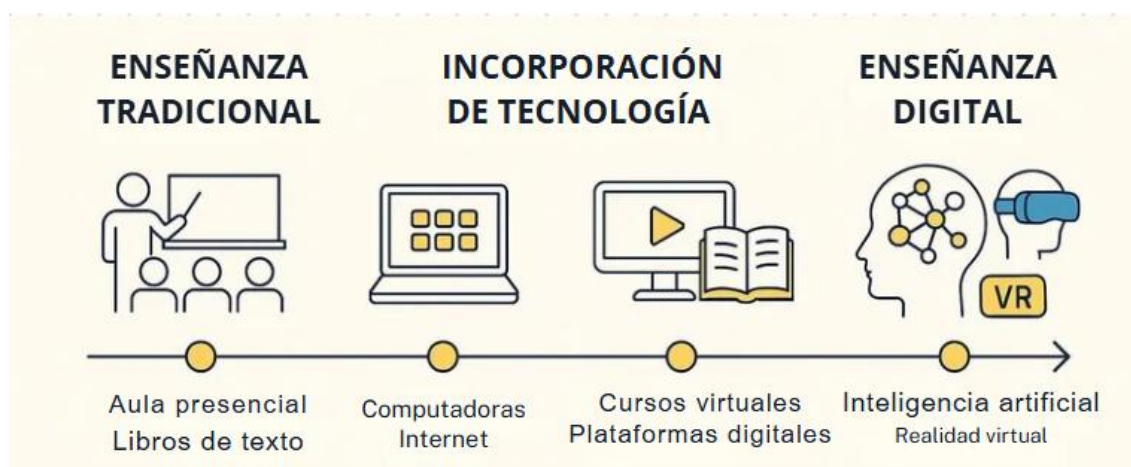 ENSEÑANZA
TRADICIONAL
INCORPORACIÓN
DE TECNOLOGÍA
ENSEÑANZA
DIGITAL
VR
Aula presencial
Libros de texto
Computadoras
Internet
Cursos virtuales
Plataformas digitales
Inteligencia artificial
Realidad virtual